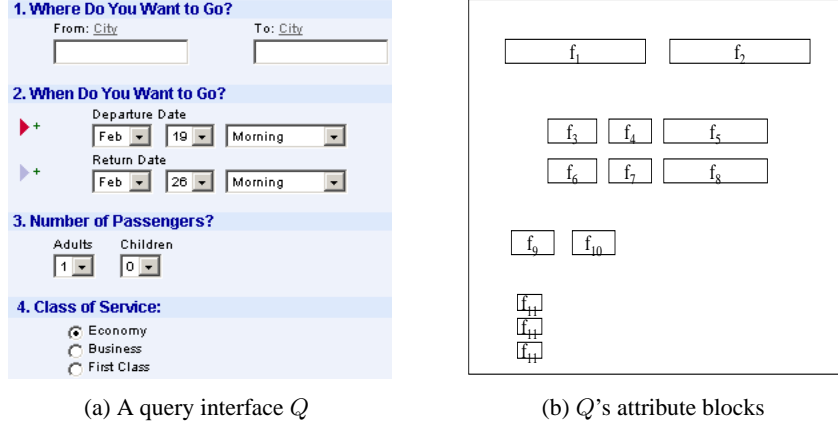 1. Where Do You Want to Go?
From: City To: City
2. When Do You Want to Go?
Departure Date
+ Feb 19 Morning
Return Date
+ Feb 26 Morning
3. Number of Passengers?
Adults Children
1 0
4. Class of Service:
Economy
Business
First Class
(a) A query interface Q
f1 f2
f3 f4 f5
f6 f7 f8
f9 f10
f11
f11
f11
(b) Q's attribute blocks